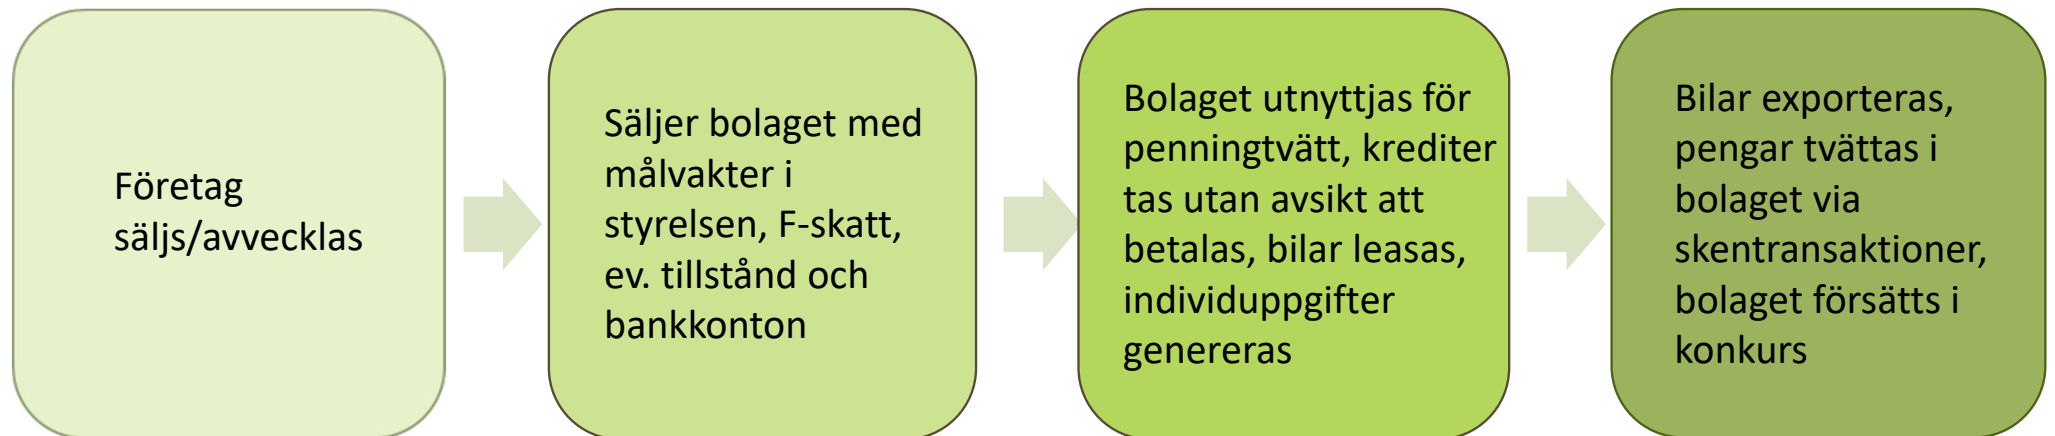 Företag
säljs/avvecklas
Säljer bolaget med
målvakter i
styrelsen, F-skatt,
ev. tillstånd och
bankkonton
Bolaget utnyttjas för
penningtvätt, krediter
tas utan avsikt att
betalas, bilar leasas,
individuppgifter
genereras
Bilar exporteras,
pengar tvättas i
bolaget via
skentransaktioner,
bolaget försätts i
konkurs